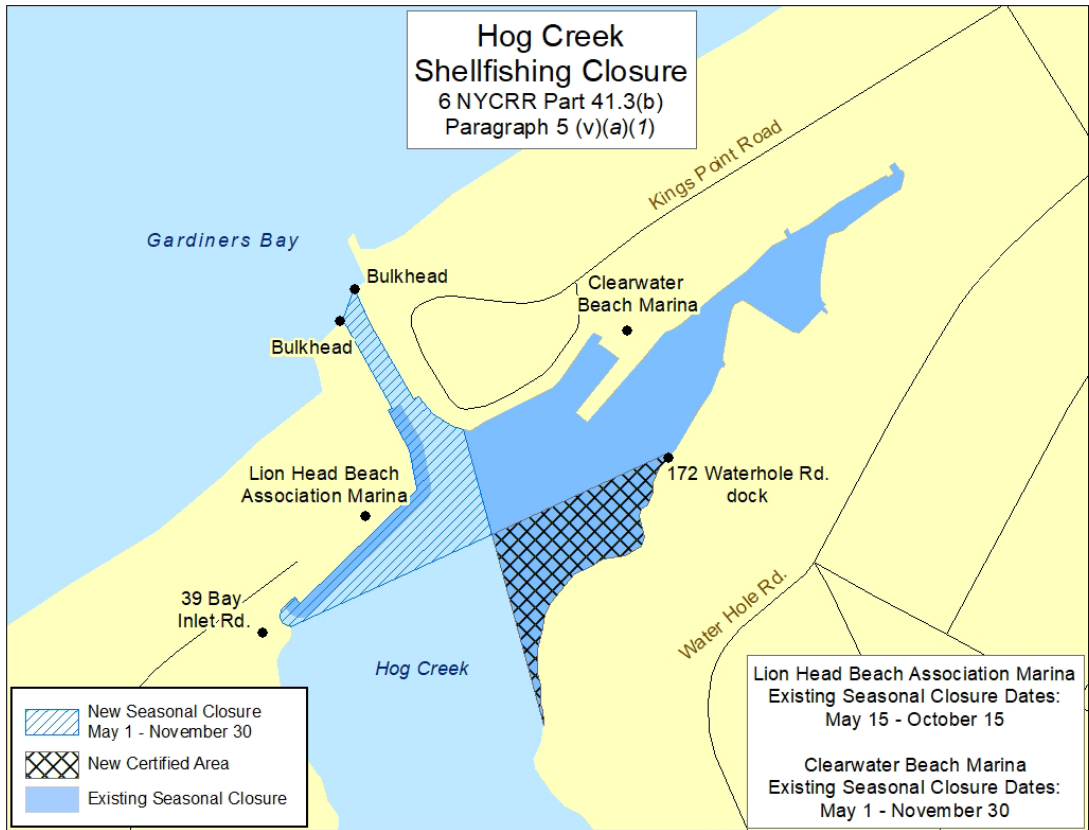 Hog Creek
Shellfishing Closure
6 NYCRR Part 41.3(b)
Paragraph 5 (v)(a)(1)
Kings Point Road
Gardiners Bay
Bulkhead
Clearwater
Beach Marina
Bulkhead
Lion Head Beach
Association Marina
172 Waterhole Rd.
dock
39 Bay
Inlet Rd.
Water Hole Rd.
Hog Creek
New Seasonal Closure
May 1 - November 30
New Certified Area
Existing Seasonal Closure
Lion Head Beach Association Marina
Existing Seasonal Closure Dates:
May 15 - October 15
Clearwater Beach Marina
Existing Seasonal Closure Dates:
May 1 - November 30